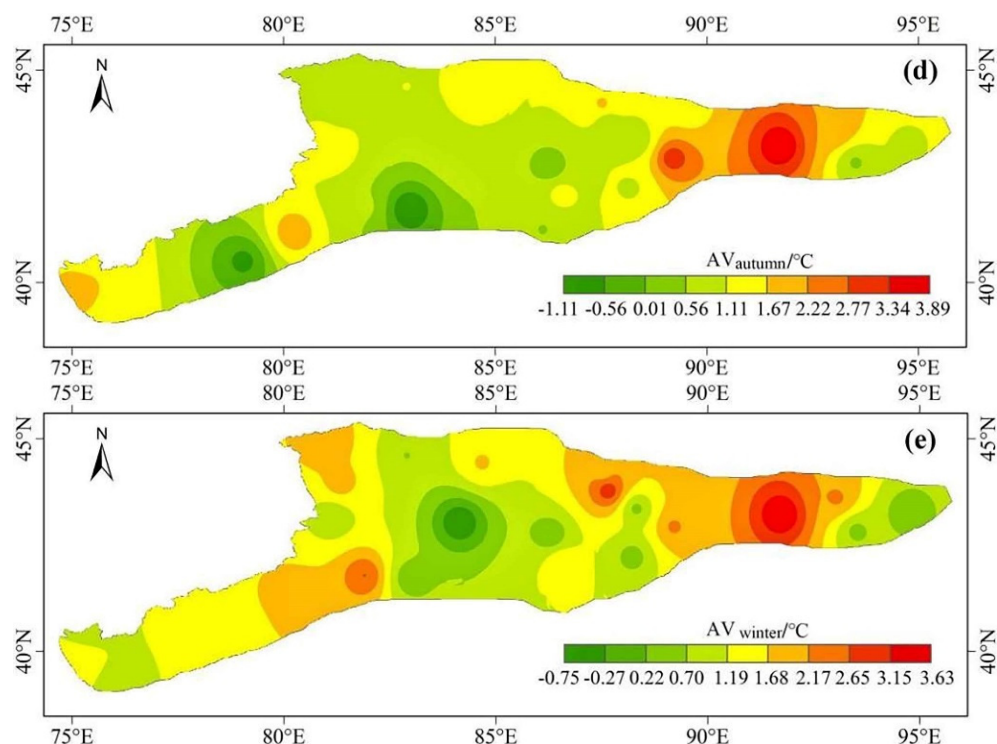 75°E 80°E 85°E 90°E 95°E
45°N 45°N
N
(d)
AVautumn/°C
40°N 40°N
-1.11 -0.56 0.01 0.56 1.11 1.67 2.22 2.77 3.34 3.89
75°E 80°E 85°E 90°E 95°E
75°E 80°E 85°E 90°E 95°E
45°N 45°N
N
(e)
AV winter/°C
40°N 40°N
-0.75 -0.27 0.22 0.70 1.19 1.68 2.17 2.65 3.15 3.63
75°E 80°E 85°E 90°E 95°E